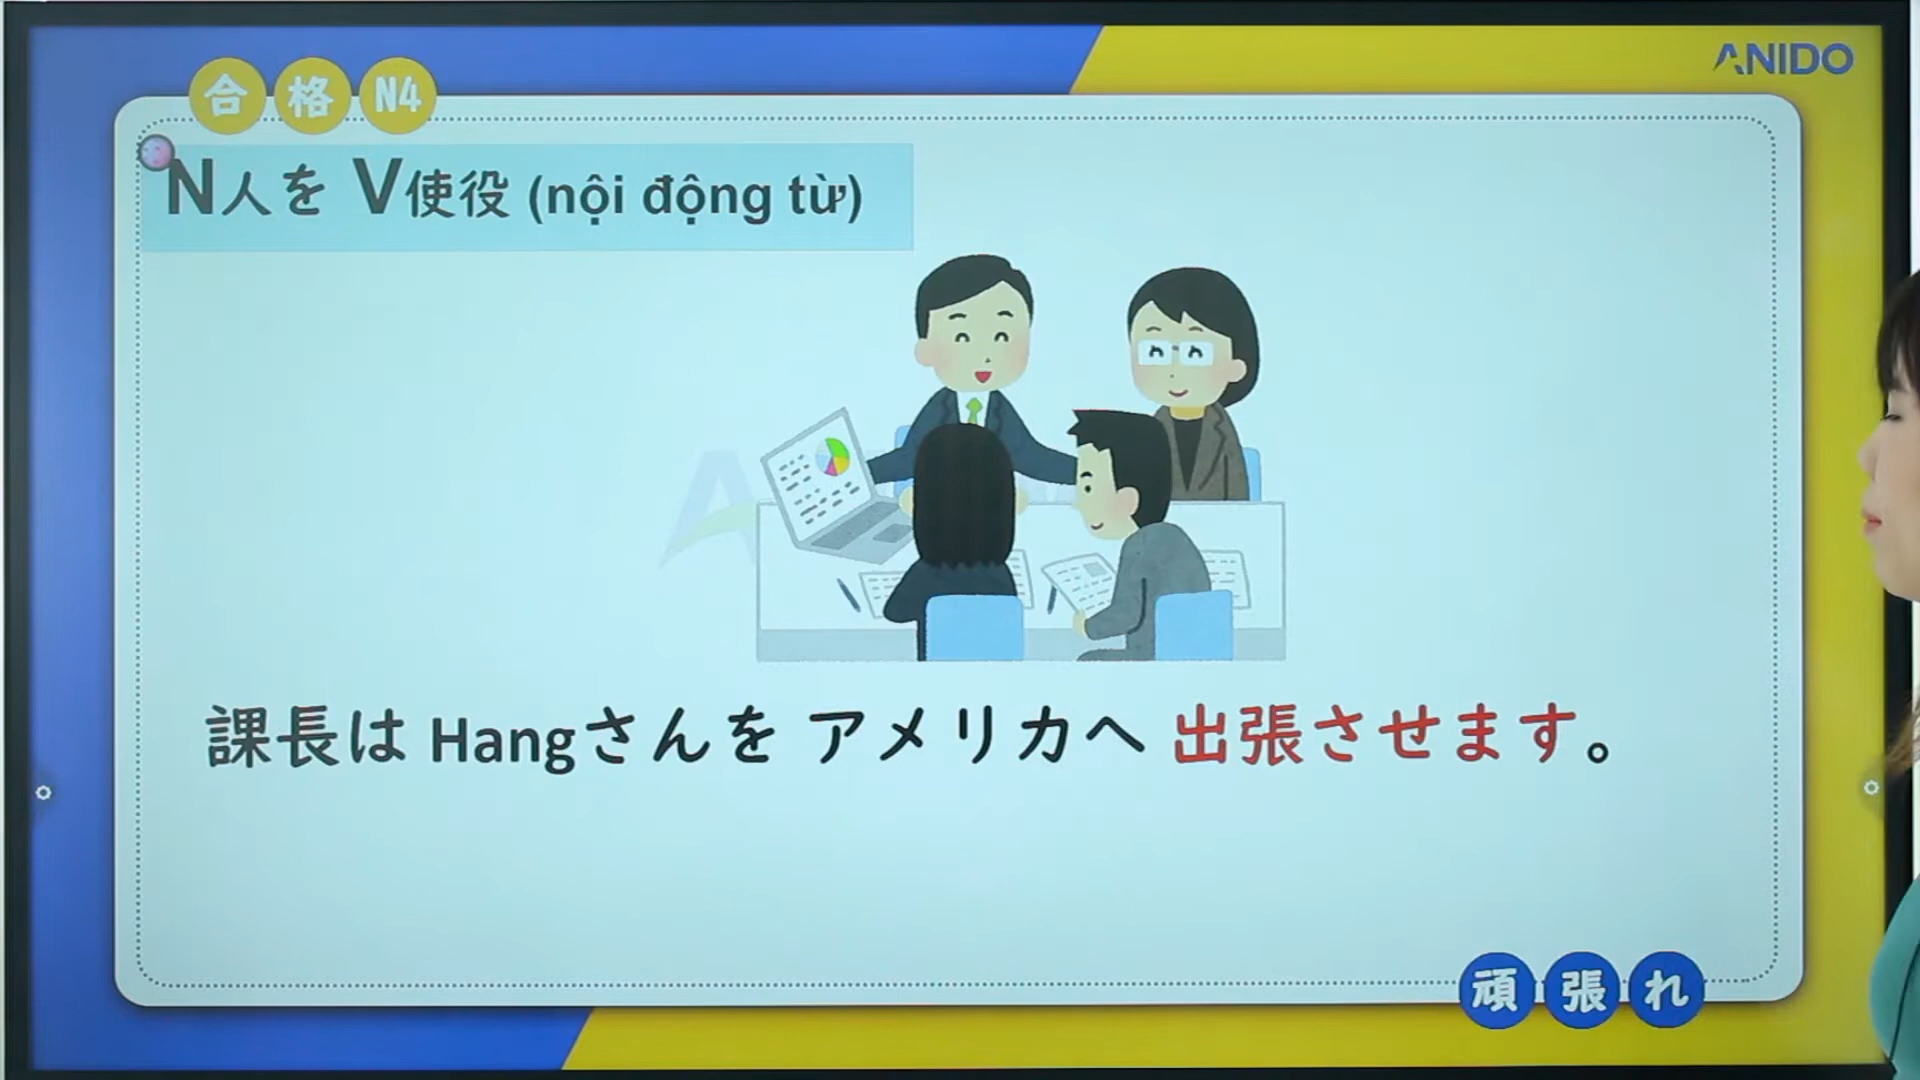 ANIDO
合格N4
N人を V使役 (nội động từ)
課長は Hangさんを アメリカへ 出張させます。
頑張れ